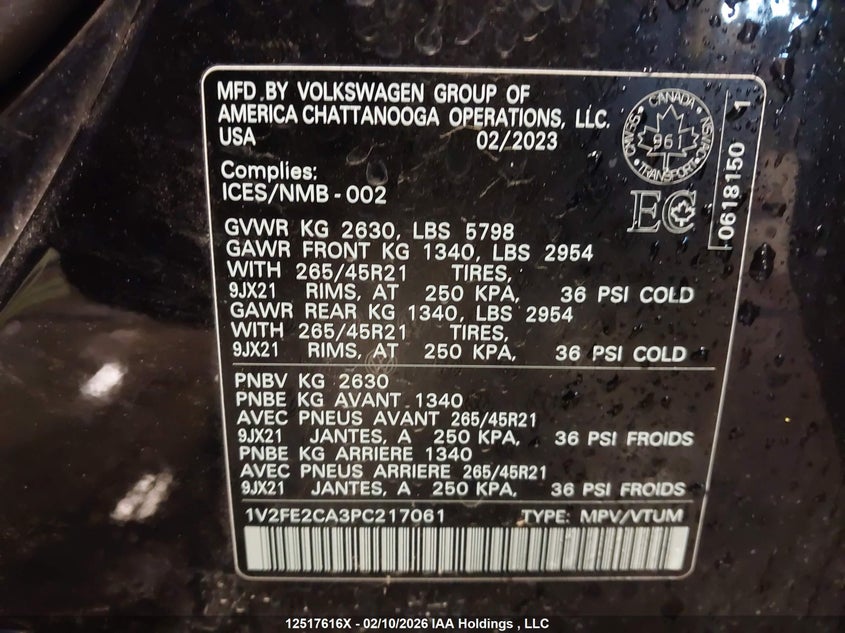 MFD. BY VOLKSWAGEN GROUP OF
AMERICA CHATTANOOGA OPERATIONS, LLC.
USA 02/2023
CANADA
TRANSPORT
961
EC
0618150 1
Complies:
ICES/NMB-002
GVWR KG 2630, LBS 5798
GAWR FRONT KG 1340, LBS 2954
WITH 265/45R21 TIRES,
9JX21 RIMS, AT 250 KPA, 36 PSI COLD
GAWR REAR KG 1340, LBS 2954
WITH 265/45R21 TIRES,
9JX21 RIMS, AT 250 KPA, 36 PSI COLD
PNBV KG 2630
PNBE KG AVANT 1340
AVEC PNEUS AVANT 265/45R21
9JX21 JANTES, A 250 KPA, 36 PSI FROIDS
PNBE KG ARRIERE 1340
AVEC PNEUS ARRIERE 265/45R21
9JX21 JANTES, A 250 KPA, 36 PSI FROIDS
1V2FE2CA3PC217061 TYPE: MPV/VTUM
12517616X - 02/10/2026 IAA Holdings , LLC